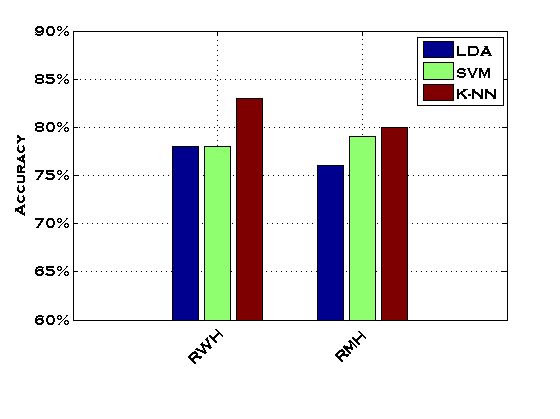 90%
85%
80%
75%
70%
65%
60%
Accuracy
LDA
SVM
K-NN
RWH
RMH